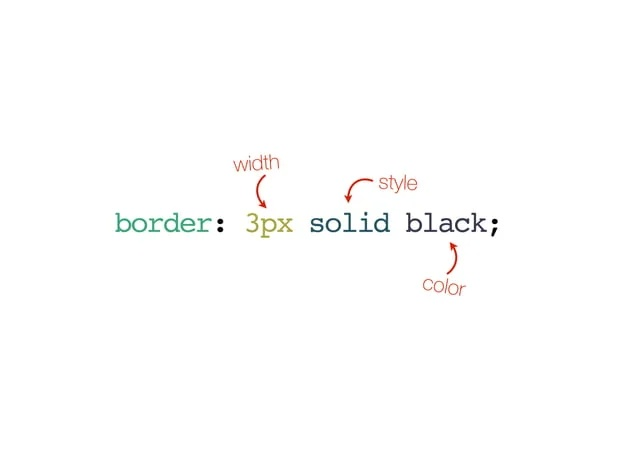 width
style
border: 3px solid black;
color